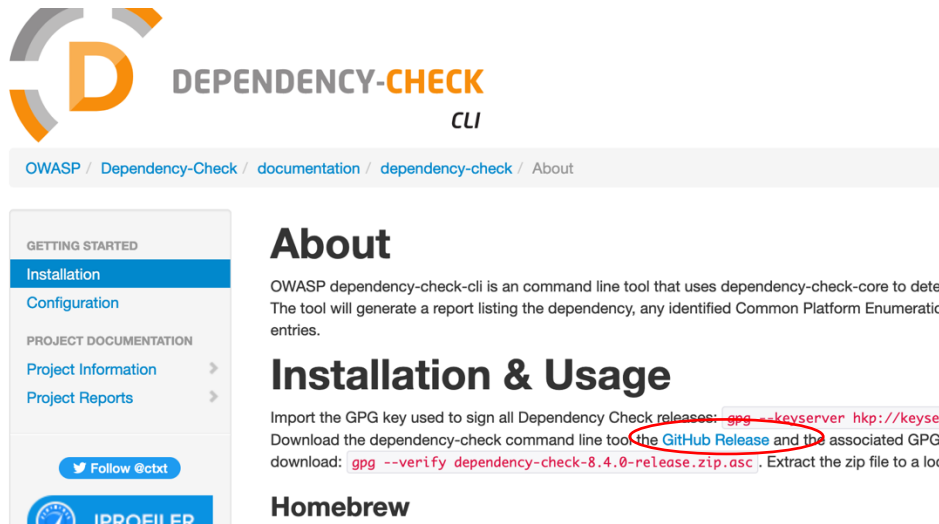 D
DEPENDENCY-CHECK
CLI
OWASP / Dependency-Check / documentation / dependency-check / About
GETTING STARTED
Installation
Configuration
PROJECT DOCUMENTATION
Project Information
Project Reports
Follow @ctxt
JPROFILER
About
OWASP dependency-check-cli is an command line tool that uses dependency-check-core to dete
The tool will generate a report listing the dependency, any identified Common Platform Enumeratio
entries.
Installation & Usage
Import the GPG key used to sign all Dependency Check releases: gpg --keyserver hkp://keyse
Download the dependency-check command line tool the GitHub Release and the associated GPG
download: gpg --verify dependency-check-8.4.0-release.zip.asc . Extract the zip file to a loc
Homebrew